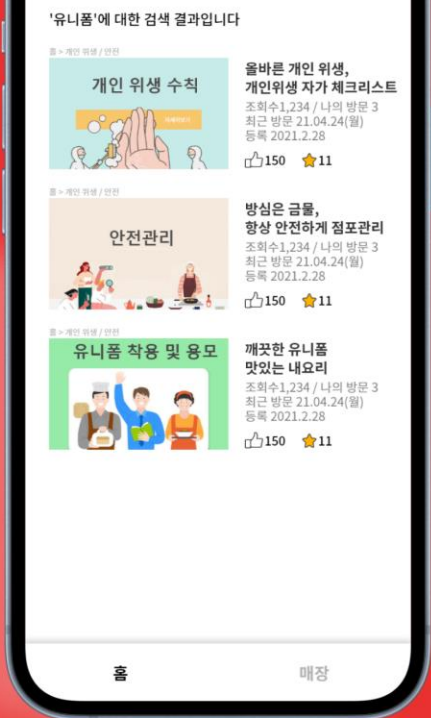 '유니폼'에 대한 검색 결과입니다
홈 > 개인 위생 / 안전
개인 위생 수칙
올바른 개인 위생,
개인위생 자가 체크리스트
조회수1,234 / 나의 방문 3
최근 방문 21.04.24(월)
등록 2021.2.28
150 11
홈 > 개인 위생 / 안전
안전관리
방심은 금물,
항상 안전하게 점포관리
조회수1,234 / 나의 방문 3
최근 방문 21.04.24(월)
등록 2021.2.28
150 11
홈 > 개인 위생 / 안전
유니폼 착용 및 용모
깨끗한 유니폼
맛있는 내요리
조회수1,234 / 나의 방문 3
최근 방문 21.04.24(월)
등록 2021.2.28
150 11
홈 매장